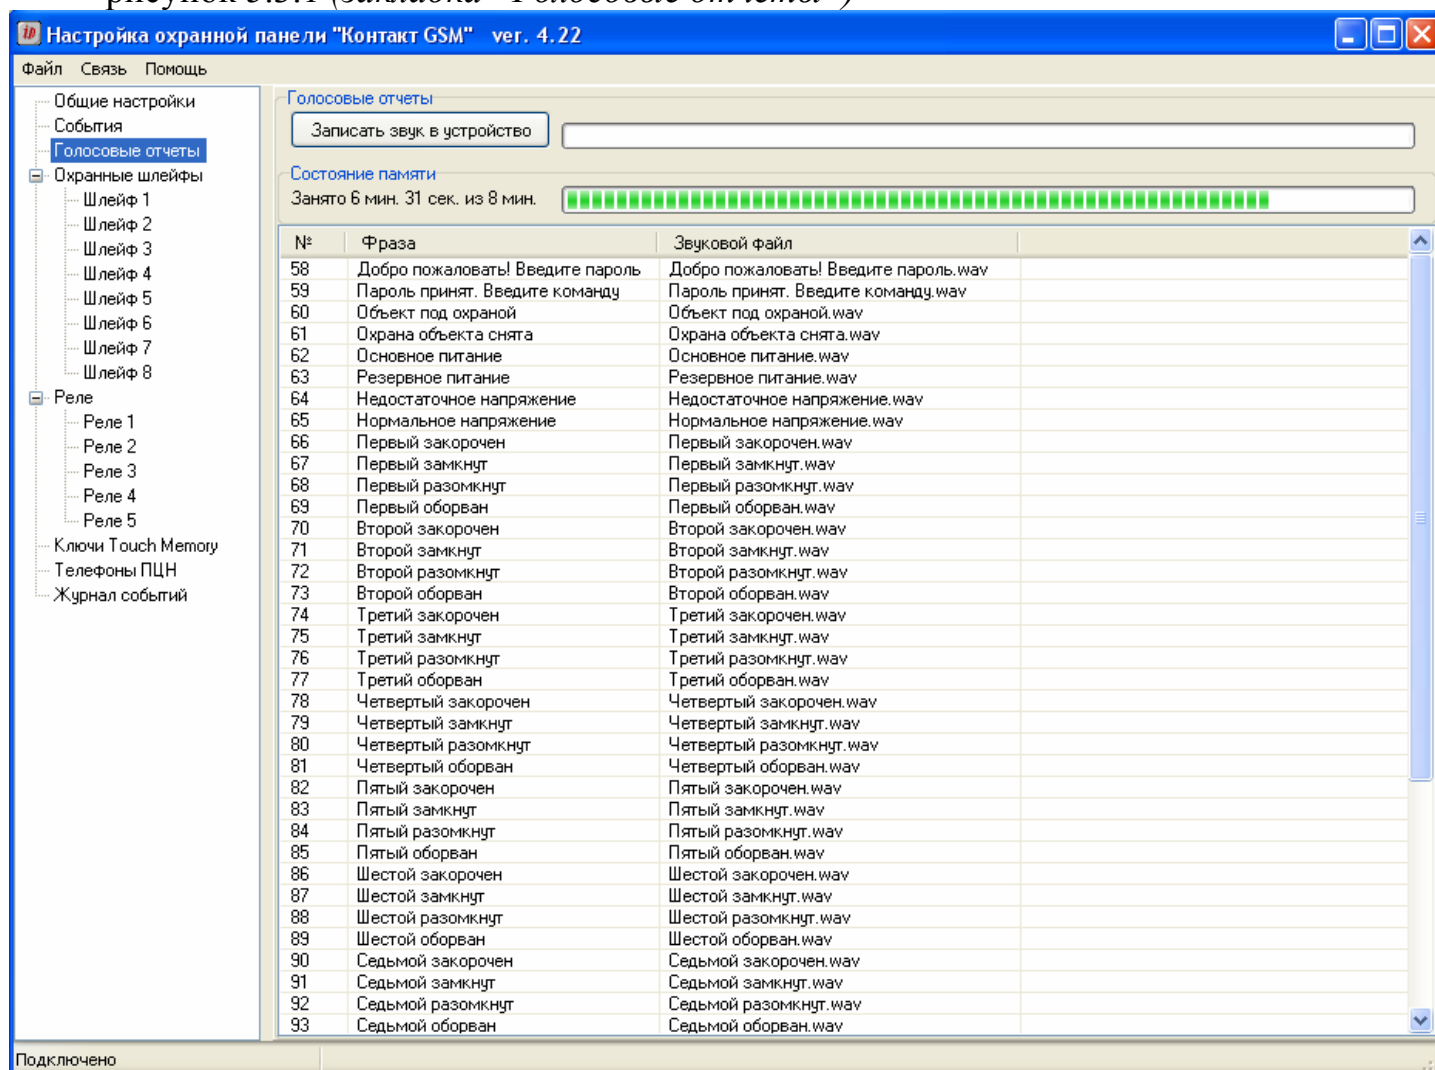 рисунок 5.5.1 (закладка "Голосовые отчеты")
Настройка охранной панели "Контакт GSM" ver. 4.22
Файл Связь Помощь
Общие настройки
События
Голосовые отчеты
Охранные шлейфы
Шлейф 1
Шлейф 2
Шлейф 3
Шлейф 4
Шлейф 5
Шлейф 6
Шлейф 7
Шлейф 8
Реле
Реле 1
Реле 2
Реле 3
Реле 4
Реле 5
Ключи Touch Memory
Телефоны ПЦН
Журнал событий
Голосовые отчеты
Записать звук в устройство
Состояние памяти
Занято 6 мин. 31 сек. из 8 мин.
№ Фраза Звуковой файл
58 Добро пожаловать! Введите пароль Добро пожаловать! Введите пароль.wav
59 Пароль принят. Введите команду Пароль принят. Введите команду.wav
60 Объект под охраной Объект под охраной.wav
61 Охрана объекта снята Охрана объекта снята.wav
62 Основное питание Основное питание.wav
63 Резервное питание Резервное питание.wav
64 Недостаточное напряжение Недостаточное напряжение.wav
65 Нормальное напряжение Нормальное напряжение.wav
66 Первый закорочен Первый закорочен.wav
67 Первый замкнут Первый замкнут.wav
68 Первый разомкнут Первый разомкнут.wav
69 Первый оборван Первый оборван.wav
70 Второй закорочен Второй закорочен.wav
71 Второй замкнут Второй замкнут.wav
72 Второй разомкнут Второй разомкнут.wav
73 Второй оборван Второй оборван.wav
74 Третий закорочен Третий закорочен.wav
75 Третий замкнут Третий замкнут.wav
76 Третий разомкнут Третий разомкнут.wav
77 Третий оборван Третий оборван.wav
78 Четвертый закорочен Четвертый закорочен.wav
79 Четвертый замкнут Четвертый замкнут.wav
80 Четвертый разомкнут Четвертый разомкнут.wav
81 Четвертый оборван Четвертый оборван.wav
82 Пятый закорочен Пятый закорочен.wav
83 Пятый замкнут Пятый замкнут.wav
84 Пятый разомкнут Пятый разомкнут.wav
85 Пятый оборван Пятый оборван.wav
86 Шестой закорочен Шестой закорочен.wav
87 Шестой замкнут Шестой замкнут.wav
88 Шестой разомкнут Шестой разомкнут.wav
89 Шестой оборван Шестой оборван.wav
90 Седьмой закорочен Седьмой закорочен.wav
91 Седьмой замкнут Седьмой замкнут.wav
92 Седьмой разомкнут Седьмой разомкнут.wav
93 Седьмой оборван Седьмой оборван.wav
Подключено